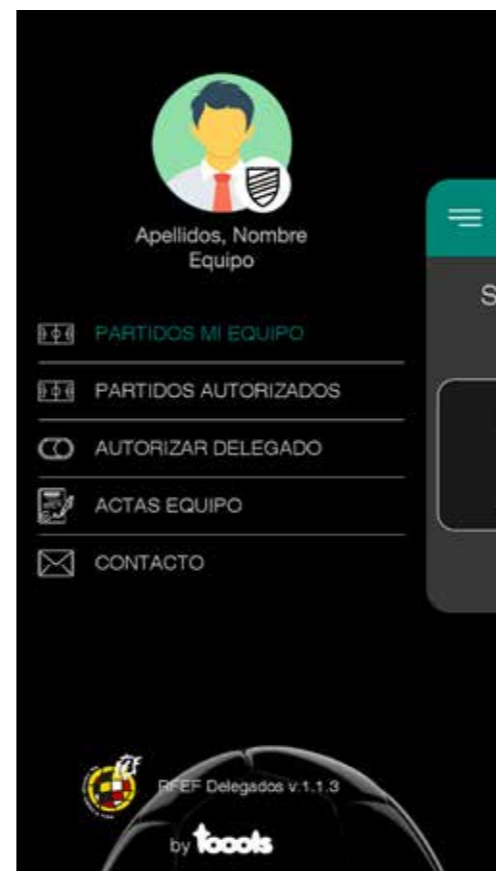 Apellidos, Nombre
Equipo
S
PARTIDOS MI EQUIPO
PARTIDOS AUTORIZADOS
AUTORIZAR DELEGADO
ACTAS EQUIPO
CONTACTO
RFEF Delegados v.1.1.3
by toools